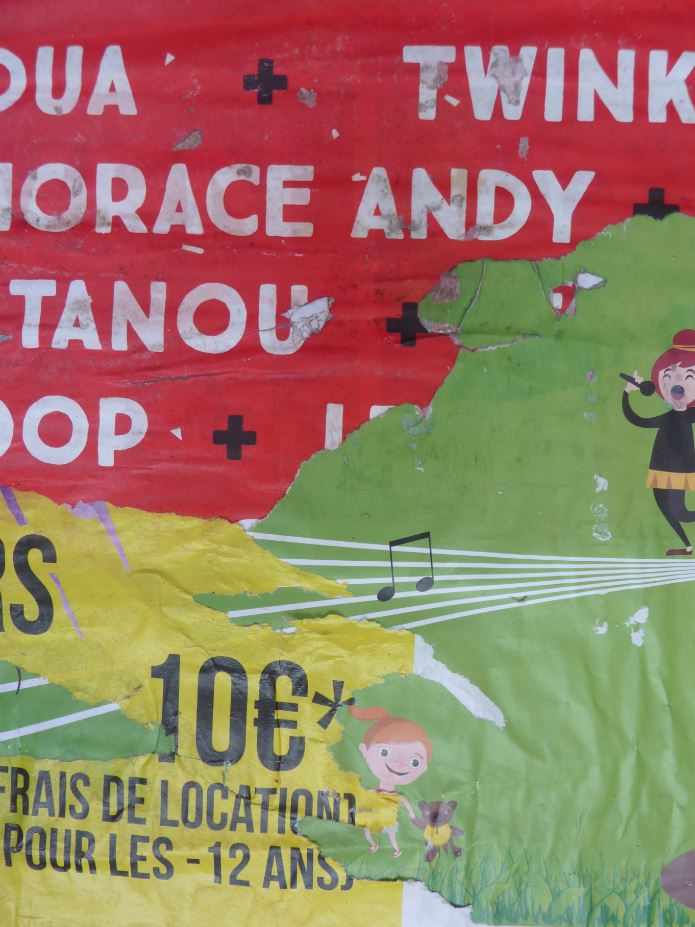 OUA + TWINK
HORACE ANDY +
TANOU +
OOP +
RS
10€*
FRAIS DE LOCATION)
POUR LES -12 ANS)